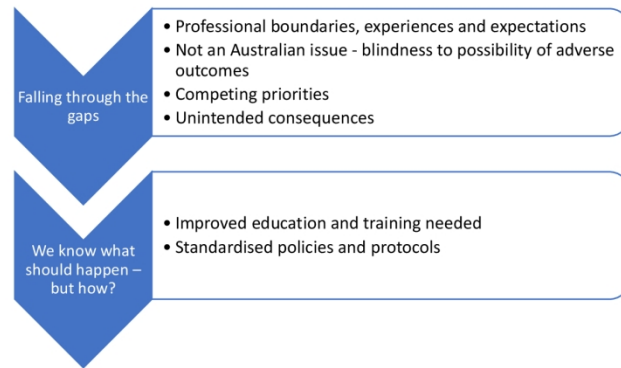 Falling through the
gaps
• Professional boundaries, experiences and expectations
• Not an Australian issue - blindness to possibility of adverse
outcomes
• Competing priorities
• Unintended consequences
We know what
should happen –
but how?
• Improved education and training needed
• Standardised policies and protocols